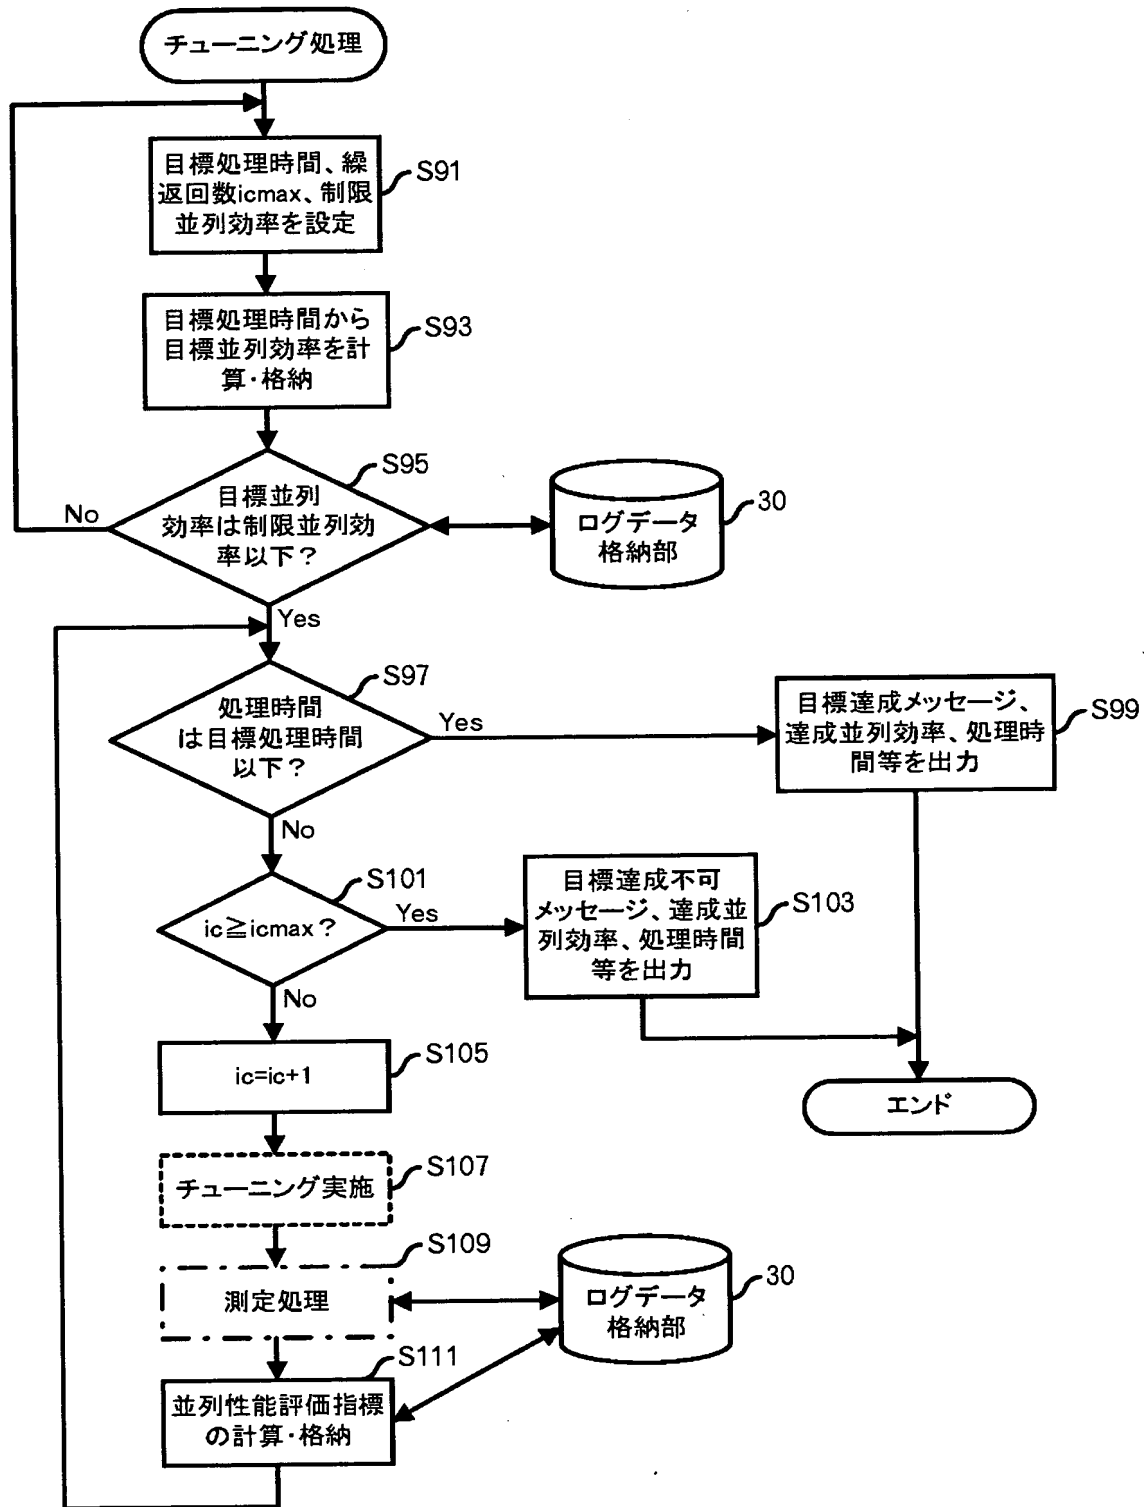 チューニング処理
目標処理時間、繰
返回数icmax、制限
並列効率を設定
S91
目標処理時間から
目標並列効率を計
算・格納
S93
目標並列
効率は制限並列効
率以下？
S95
No
Yes
ログデータ
格納部
30
処理時間
は目標処理時間
以下？
S97
Yes
No
目標達成メッセージ、
達成並列効率、処理時
間等を出力
S99
ic≧icmax？
S101
Yes
No
目標達成不可
メッセージ、達成並
列効率、処理時間
等を出力
S103
ic=ic+1
S105
エンド
チューニング実施
S107
測定処理
S109
ログデータ
格納部
30
並列性能評価指標
の計算・格納
S111